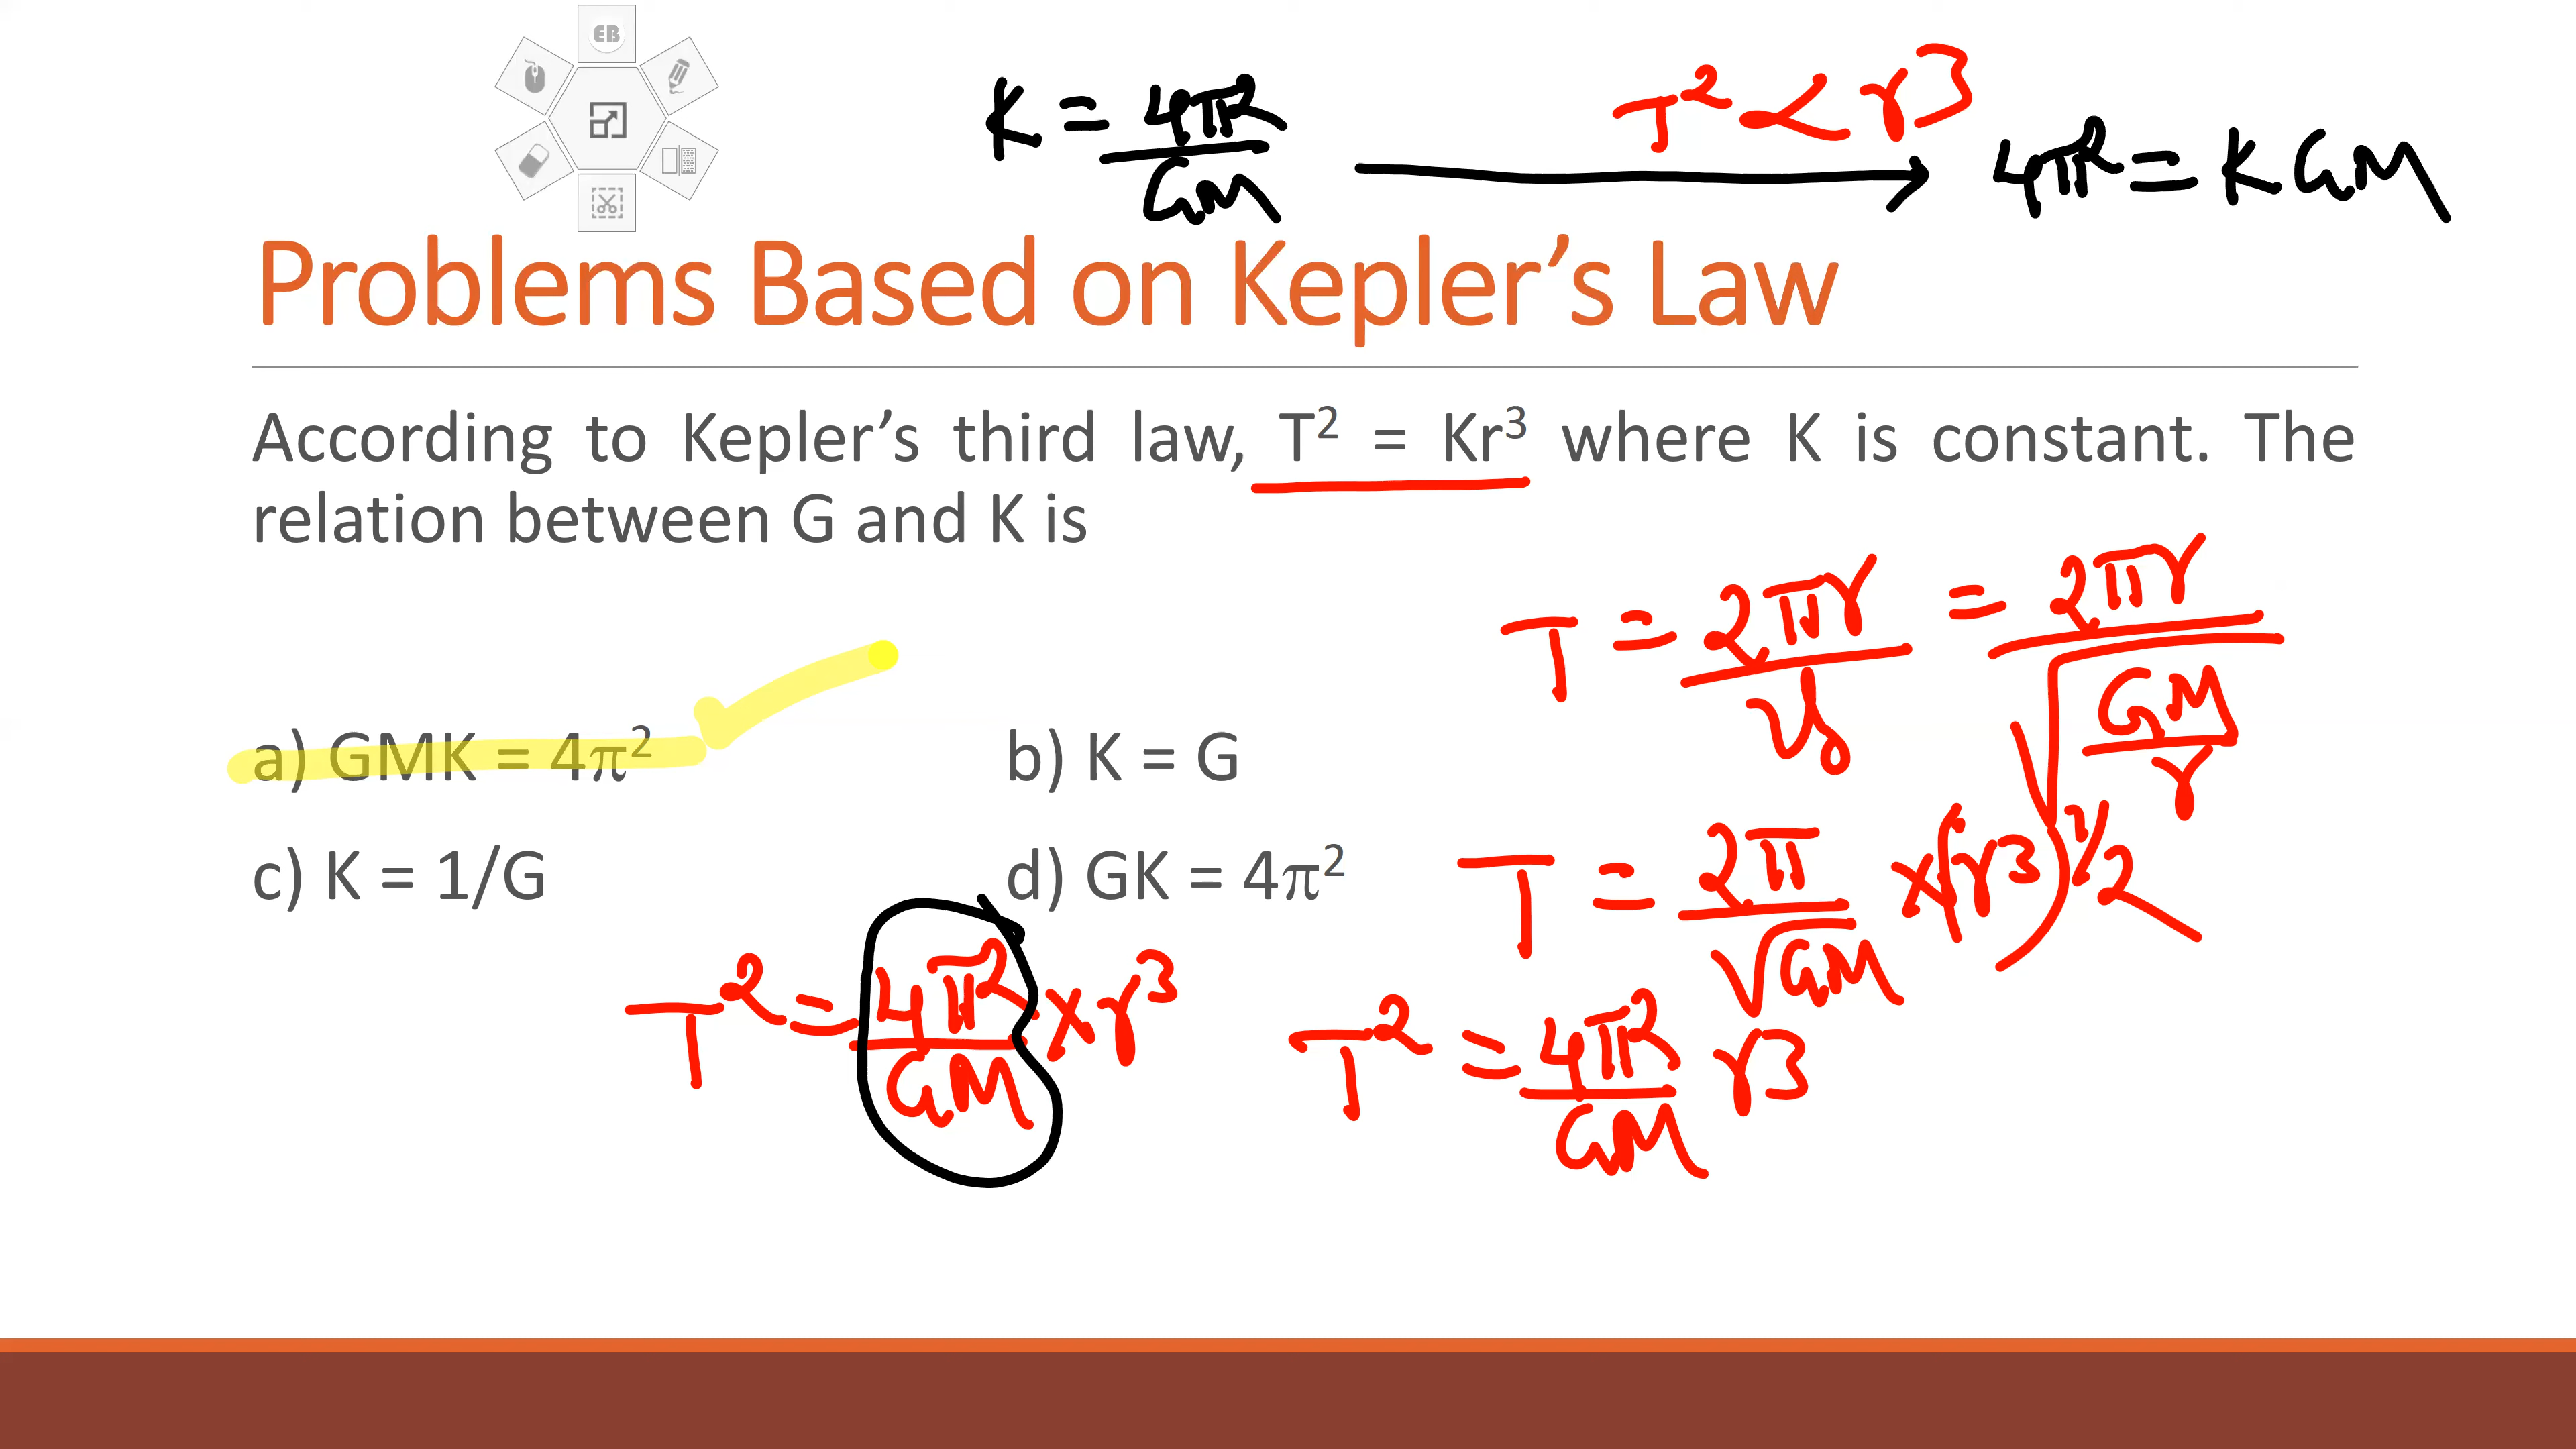 EB
K = 4π² / GM → 4π² = K GM
T² ∝ r³
Problems Based on Kepler’s Law
According to Kepler’s third law, T² = Kr³ where K is constant. The
relation between G and K is
T = 2πr / v₀ = 2πr / √(GM / r)
a) GMK = 4π² b) K = G
c) K = 1/G d) GK = 4π²
T = 2π / √GM × (r³)^1/2
T² = 4π² / GM × r³
T² = 4π² / GM r³